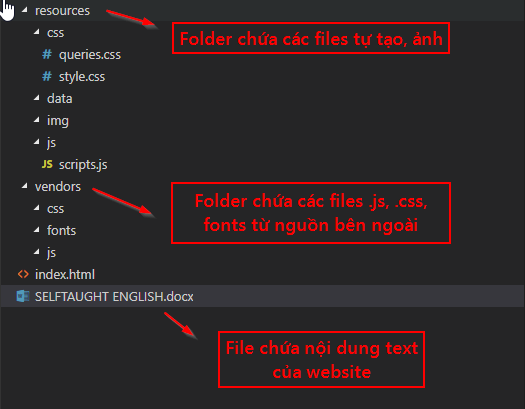 resources
css
Folder chứa các files tự tạo, ảnh
# queries.css
# style.css
data
img
js
JS scripts.js
vendors
Folder chứa các files .js, .css,
fonts từ nguồn bên ngoài
css
fonts
js
<> index.html
SELFTAUGHT ENGLISH.docx
File chứa nội dung text
của website